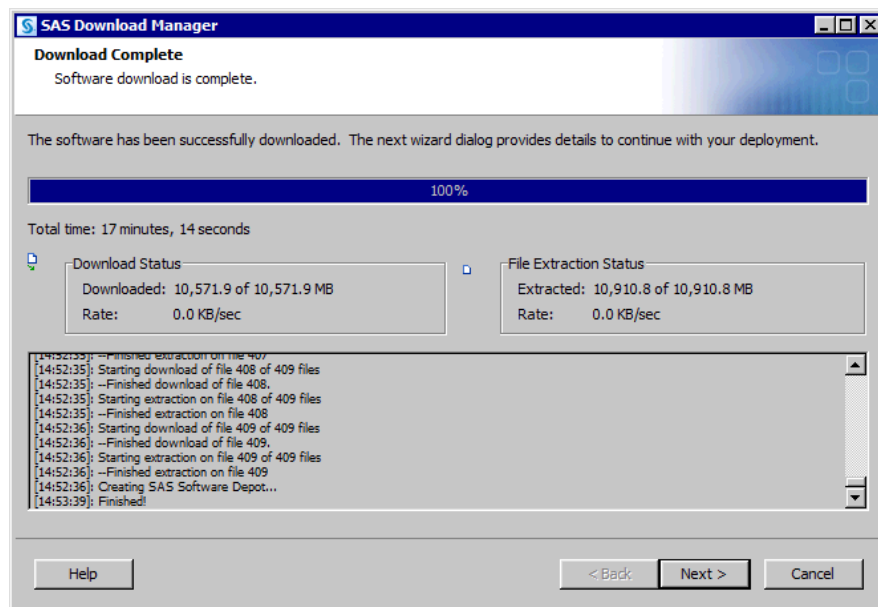 SAS Download Manager
Download Complete
Software download is complete.
The software has been successfully downloaded. The next wizard dialog provides details to continue with your deployment.
100%
Total time: 17 minutes, 14 seconds
Download Status
Downloaded: 10,571.9 of 10,571.9 MB
Rate: 0.0 KB/sec
File Extraction Status
Extracted: 10,910.8 of 10,910.8 MB
Rate: 0.0 KB/sec
[14:52:35]: --Finished extraction on file 407
[14:52:35]: Starting download of file 408 of 409 files
[14:52:35]: --Finished download of file 408.
[14:52:35]: Starting extraction on file 408 of 409 files
[14:52:35]: --Finished extraction on file 408
[14:52:36]: Starting download of file 409 of 409 files
[14:52:36]: --Finished download of file 409.
[14:52:36]: Starting extraction on file 409 of 409 files
[14:52:36]: --Finished extraction on file 409
[14:52:36]: Creating SAS Software Depot...
[14:53:39]: Finished!
Help
< Back
Next >
Cancel